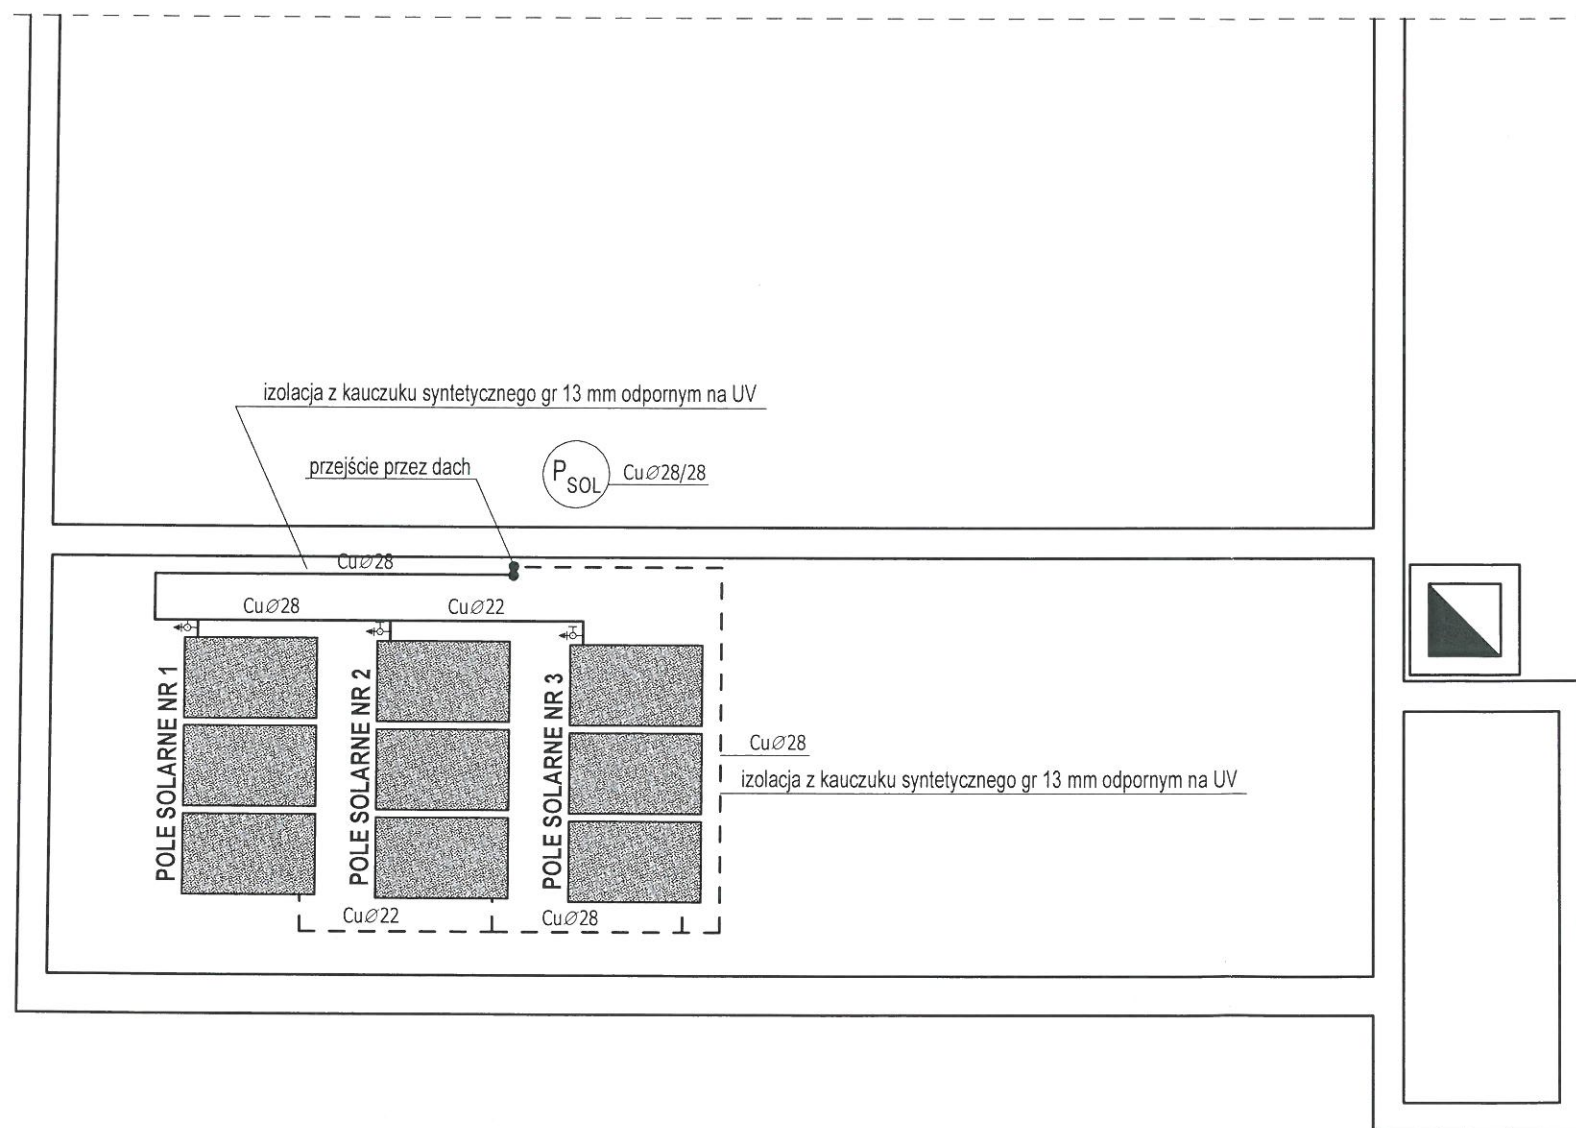 izolacja z kauczuku syntetycznego gr 13 mm odpornym na UV
przejście przez dach
P SOL
Cu⌀28/28
Cu⌀28
Cu⌀28
Cu⌀22
POLE SOLARNE NR 1
POLE SOLARNE NR 2
POLE SOLARNE NR 3
Cu⌀28
izolacja z kauczuku syntetycznego gr 13 mm odpornym na UV
Cu⌀22
Cu⌀28